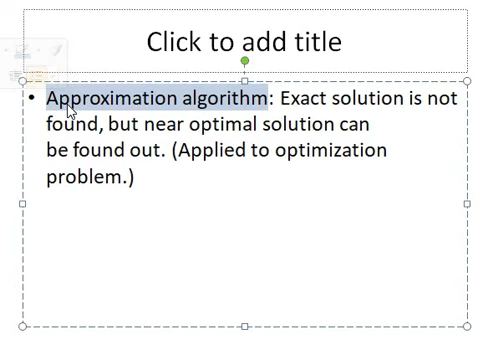 Click to add title
• Approximation algorithm: Exact solution is not
found, but near optimal solution can
be found out. (Applied to optimization
problem.)